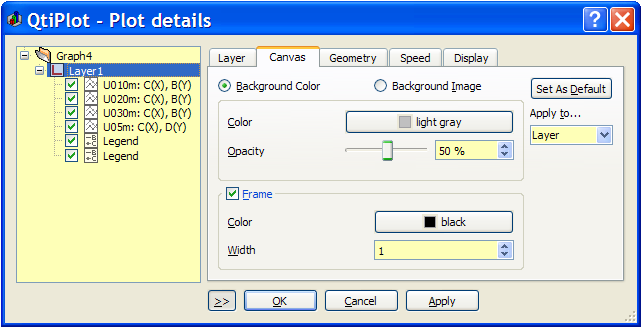 QtiPlot - Plot details
Graph4
Layer1
U010m: C(X), B(Y)
U020m: C(X), B(Y)
U030m: C(X), B(Y)
U05m: C(X), D(Y)
Legend
Legend
Layer Canvas Geometry Speed Display
Background Color Background Image
Set As Default
Color light gray
Apply to...
Opacity 50 %
Layer
Frame
Color black
Width 1
>> OK Cancel Apply